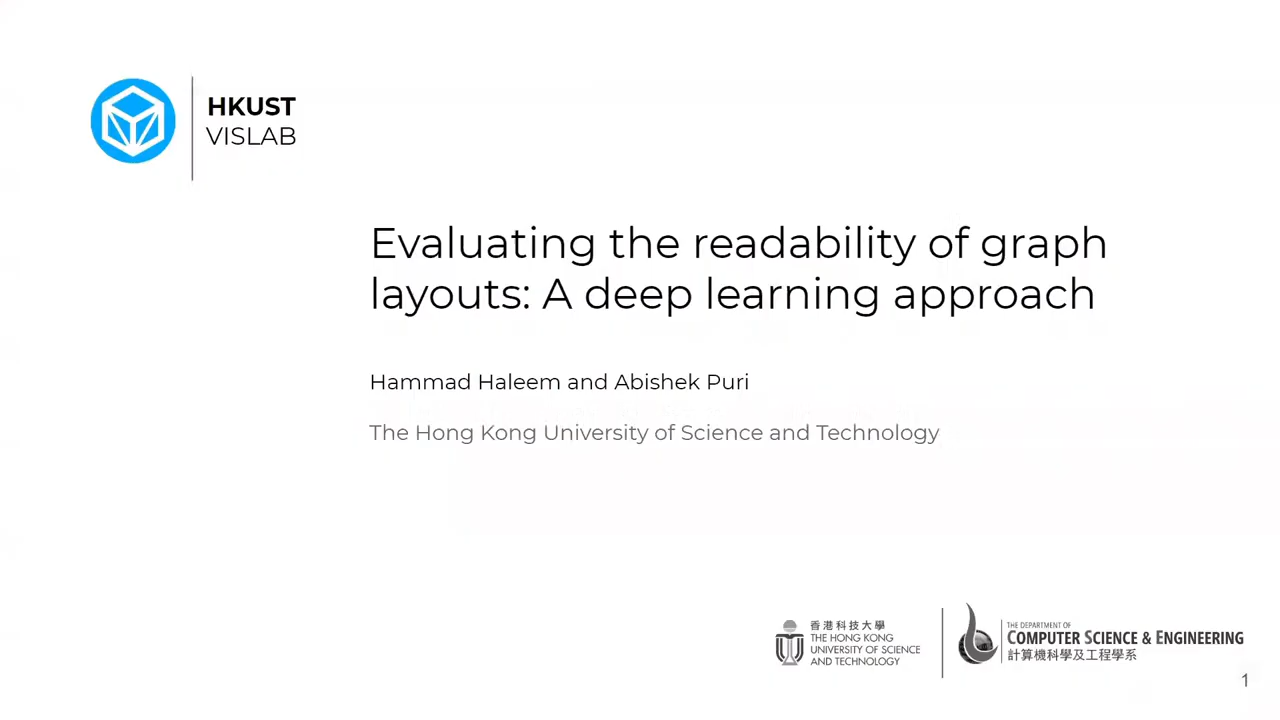 HKUST
VISLAB
Evaluating the readability of graph
layouts: A deep learning approach
Hammad Haleem and Abishek Puri
The Hong Kong University of Science and Technology
香港科技大學
THE HONG KONG
UNIVERSITY OF SCIENCE
AND TECHNOLOGY
THE DEPARTMENT OF
COMPUTER SCIENCE & ENGINEERING
計算機科學及工程學系
1